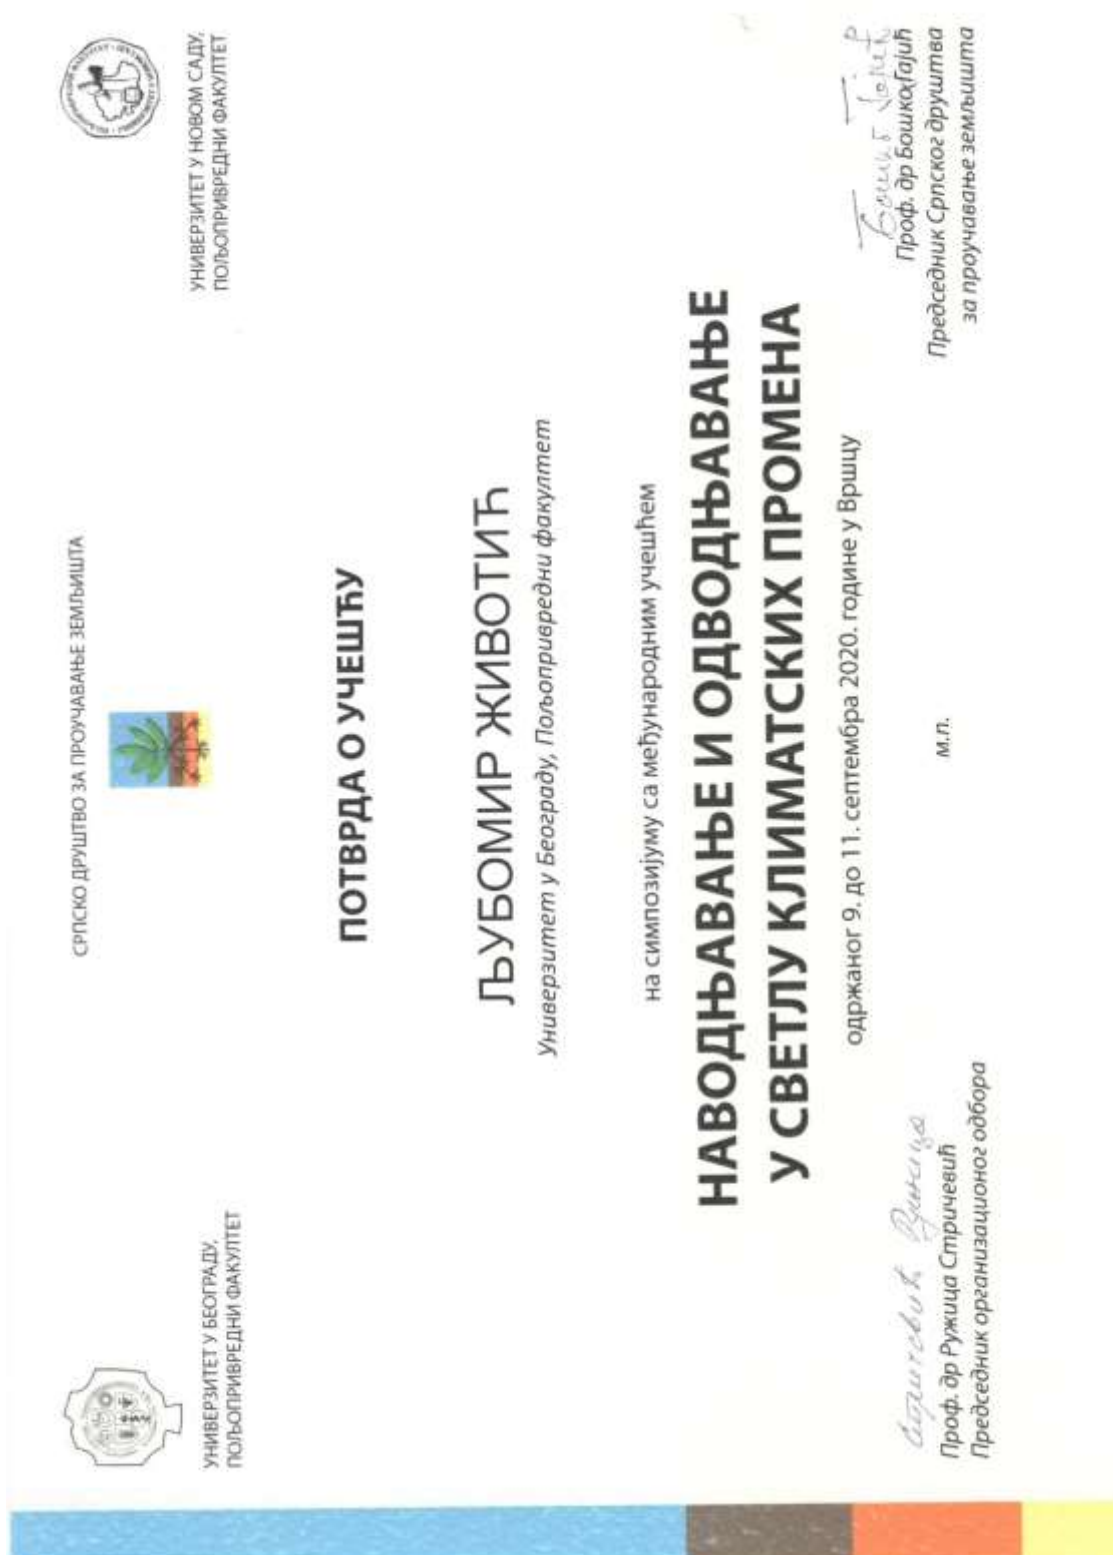 УНИВЕРЗИТЕТ У БЕОГРАДУ,
ПОЉОПРИВРЕДНИ ФАКУЛТЕТ
СРПСКО ДРУШТВО ЗА ПРОУЧАВАЊЕ ЗЕМЉИШТА
УНИВЕРЗИТЕТ У НОВОМ САДУ,
ПОЉОПРИВРЕДНИ ФАКУЛТЕТ
ПОТВРДА О УЧЕШЋУ
ЉУБОМИР ЖИВОТИЋ
Универзитет у Београду, Пољопривредни факултет
на симпозијуму са међународним учешћем
НАВОДЊАВАЊЕ И ОДВОДЊАВАЊЕ
У СВЕТЛУ КЛИМАТСКИХ ПРОМЕНА
одржаног 9. до 11. септембра 2020. године у Вршцу
Проф. др Ружица Стричевић
Председник организационог одбора
м.п.
Проф. др Бошко Гајић
Председник Српског друштва
за проучавање земљишта